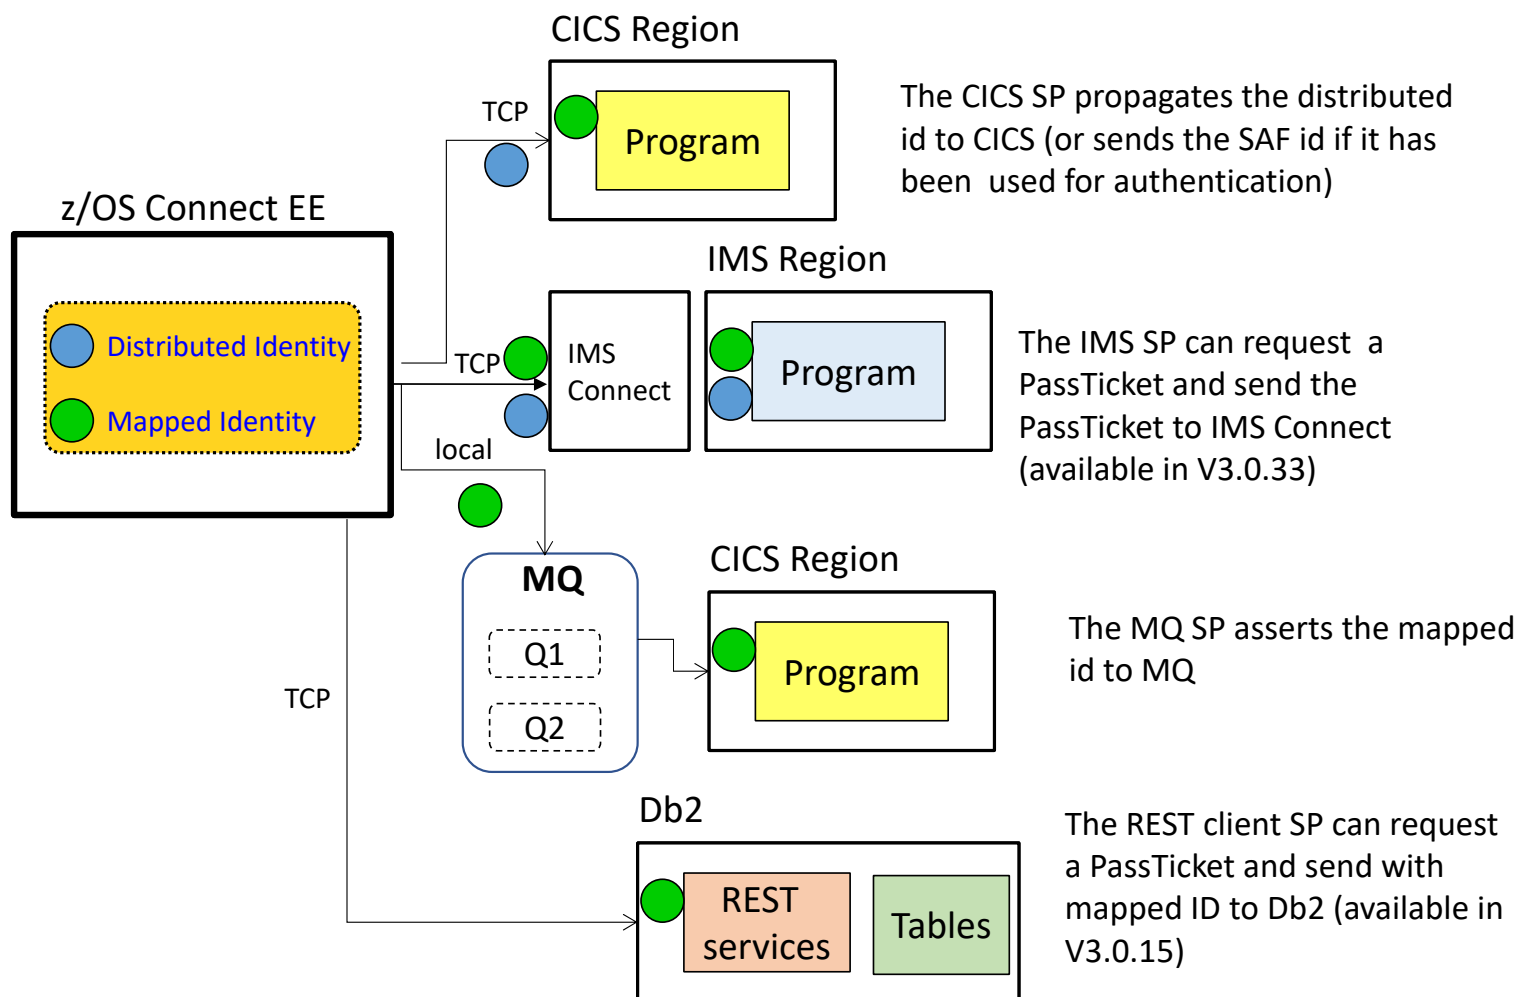 CICS Region
TCP
Program
The CICS SP propagates the distributed
id to CICS (or sends the SAF id if it has
been used for authentication)
z/OS Connect EE
Distributed Identity
Mapped Identity
IMS Region
TCP
IMS
Connect
Program
The IMS SP can request a
PassTicket and send the
PassTicket to IMS Connect
(available in V3.0.33)
local
MQ
Q1
Q2
CICS Region
Program
The MQ SP asserts the mapped
id to MQ
TCP
Db2
REST
services
Tables
The REST client SP can request
a PassTicket and send with
mapped ID to Db2 (available in
V3.0.15)